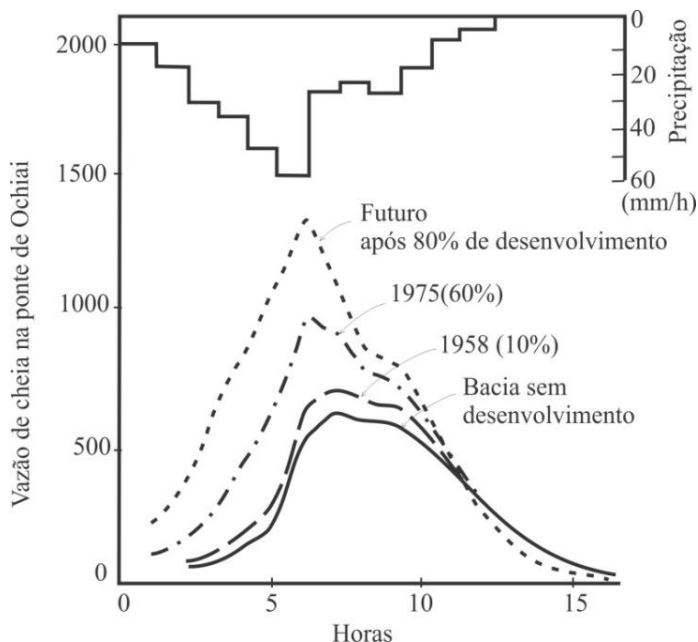 2000
1500
1000
500
0
Vazão de cheia na ponte de Ochiai
0
20
40
60
(mm/h)
Precipitação
Futuro
após 80% de desenvolvimento
1975(60%)
1958 (10%)
Bacia sem
desenvolvimento
0
5
10
15
Horas